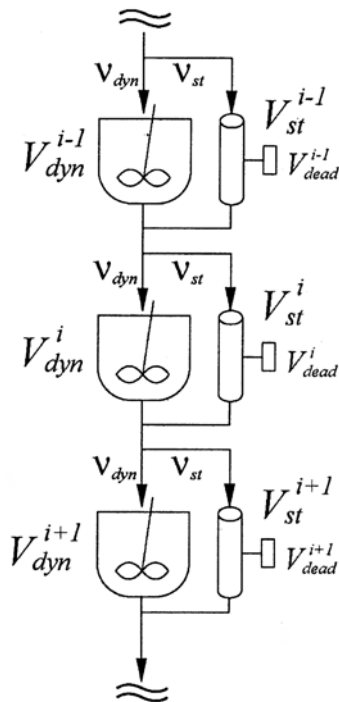 ν_dyn ν_st
V_dyn^{i-1} V_st^{i-1}
V_dead^{i-1}
ν_dyn ν_st
V_dyn^i V_st^i
V_dead^i
ν_dyn ν_st
V_dyn^{i+1} V_st^{i+1}
V_dead^{i+1}